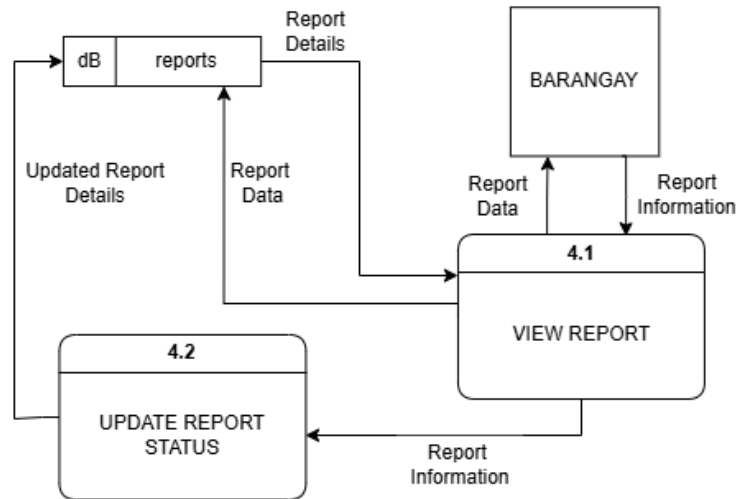 Report
Details
dB
reports
BARANGAY
Updated Report
Details
Report
Data
Report
Data
Report
Information
4.1
VIEW REPORT
4.2
UPDATE REPORT
STATUS
Report
Information